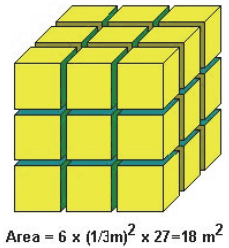 Area = 6 x (1/3m)² x 27=18 m²